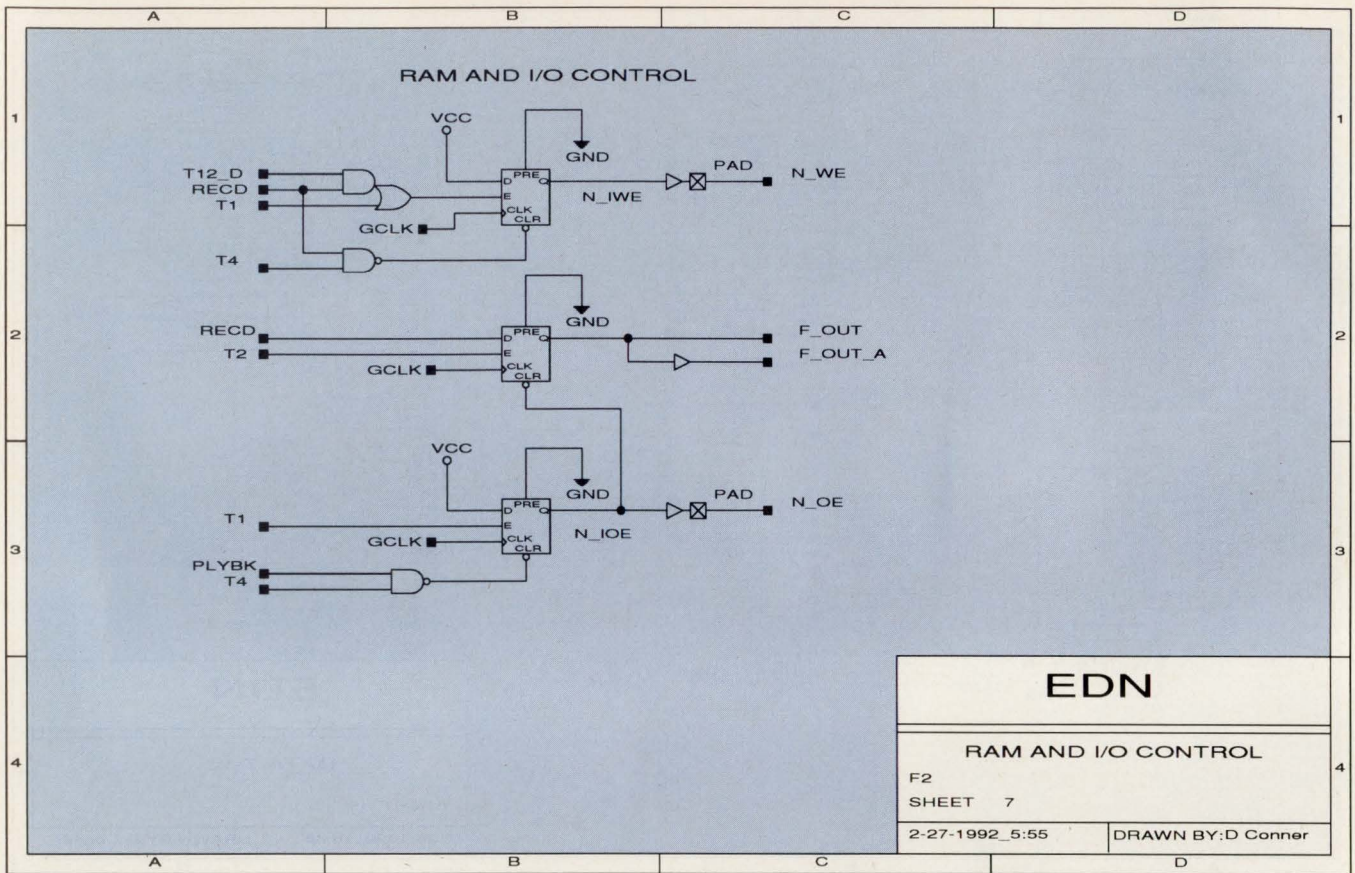 A B C D
RAM AND I/O CONTROL
1 1
VCC
GND
PAD
T12_D
RECD
T1
PRE
D Q
E
CLK
CLR
N_IWE
N_WE
GCLK
T4
GND
2 2
RECD
T2
PRE
D Q
E
CLK
CLR
F_OUT
F_OUT_A
GCLK
VCC
GND
PAD
T1
PRE
D Q
E
CLK
CLR
N_IOE
N_OE
GCLK
3 3
PLYBK
T4
EDN
RAM AND I/O CONTROL
4 4
F2
SHEET 7
2-27-1992_5:55 DRAWN BY:D Conner
A B C D